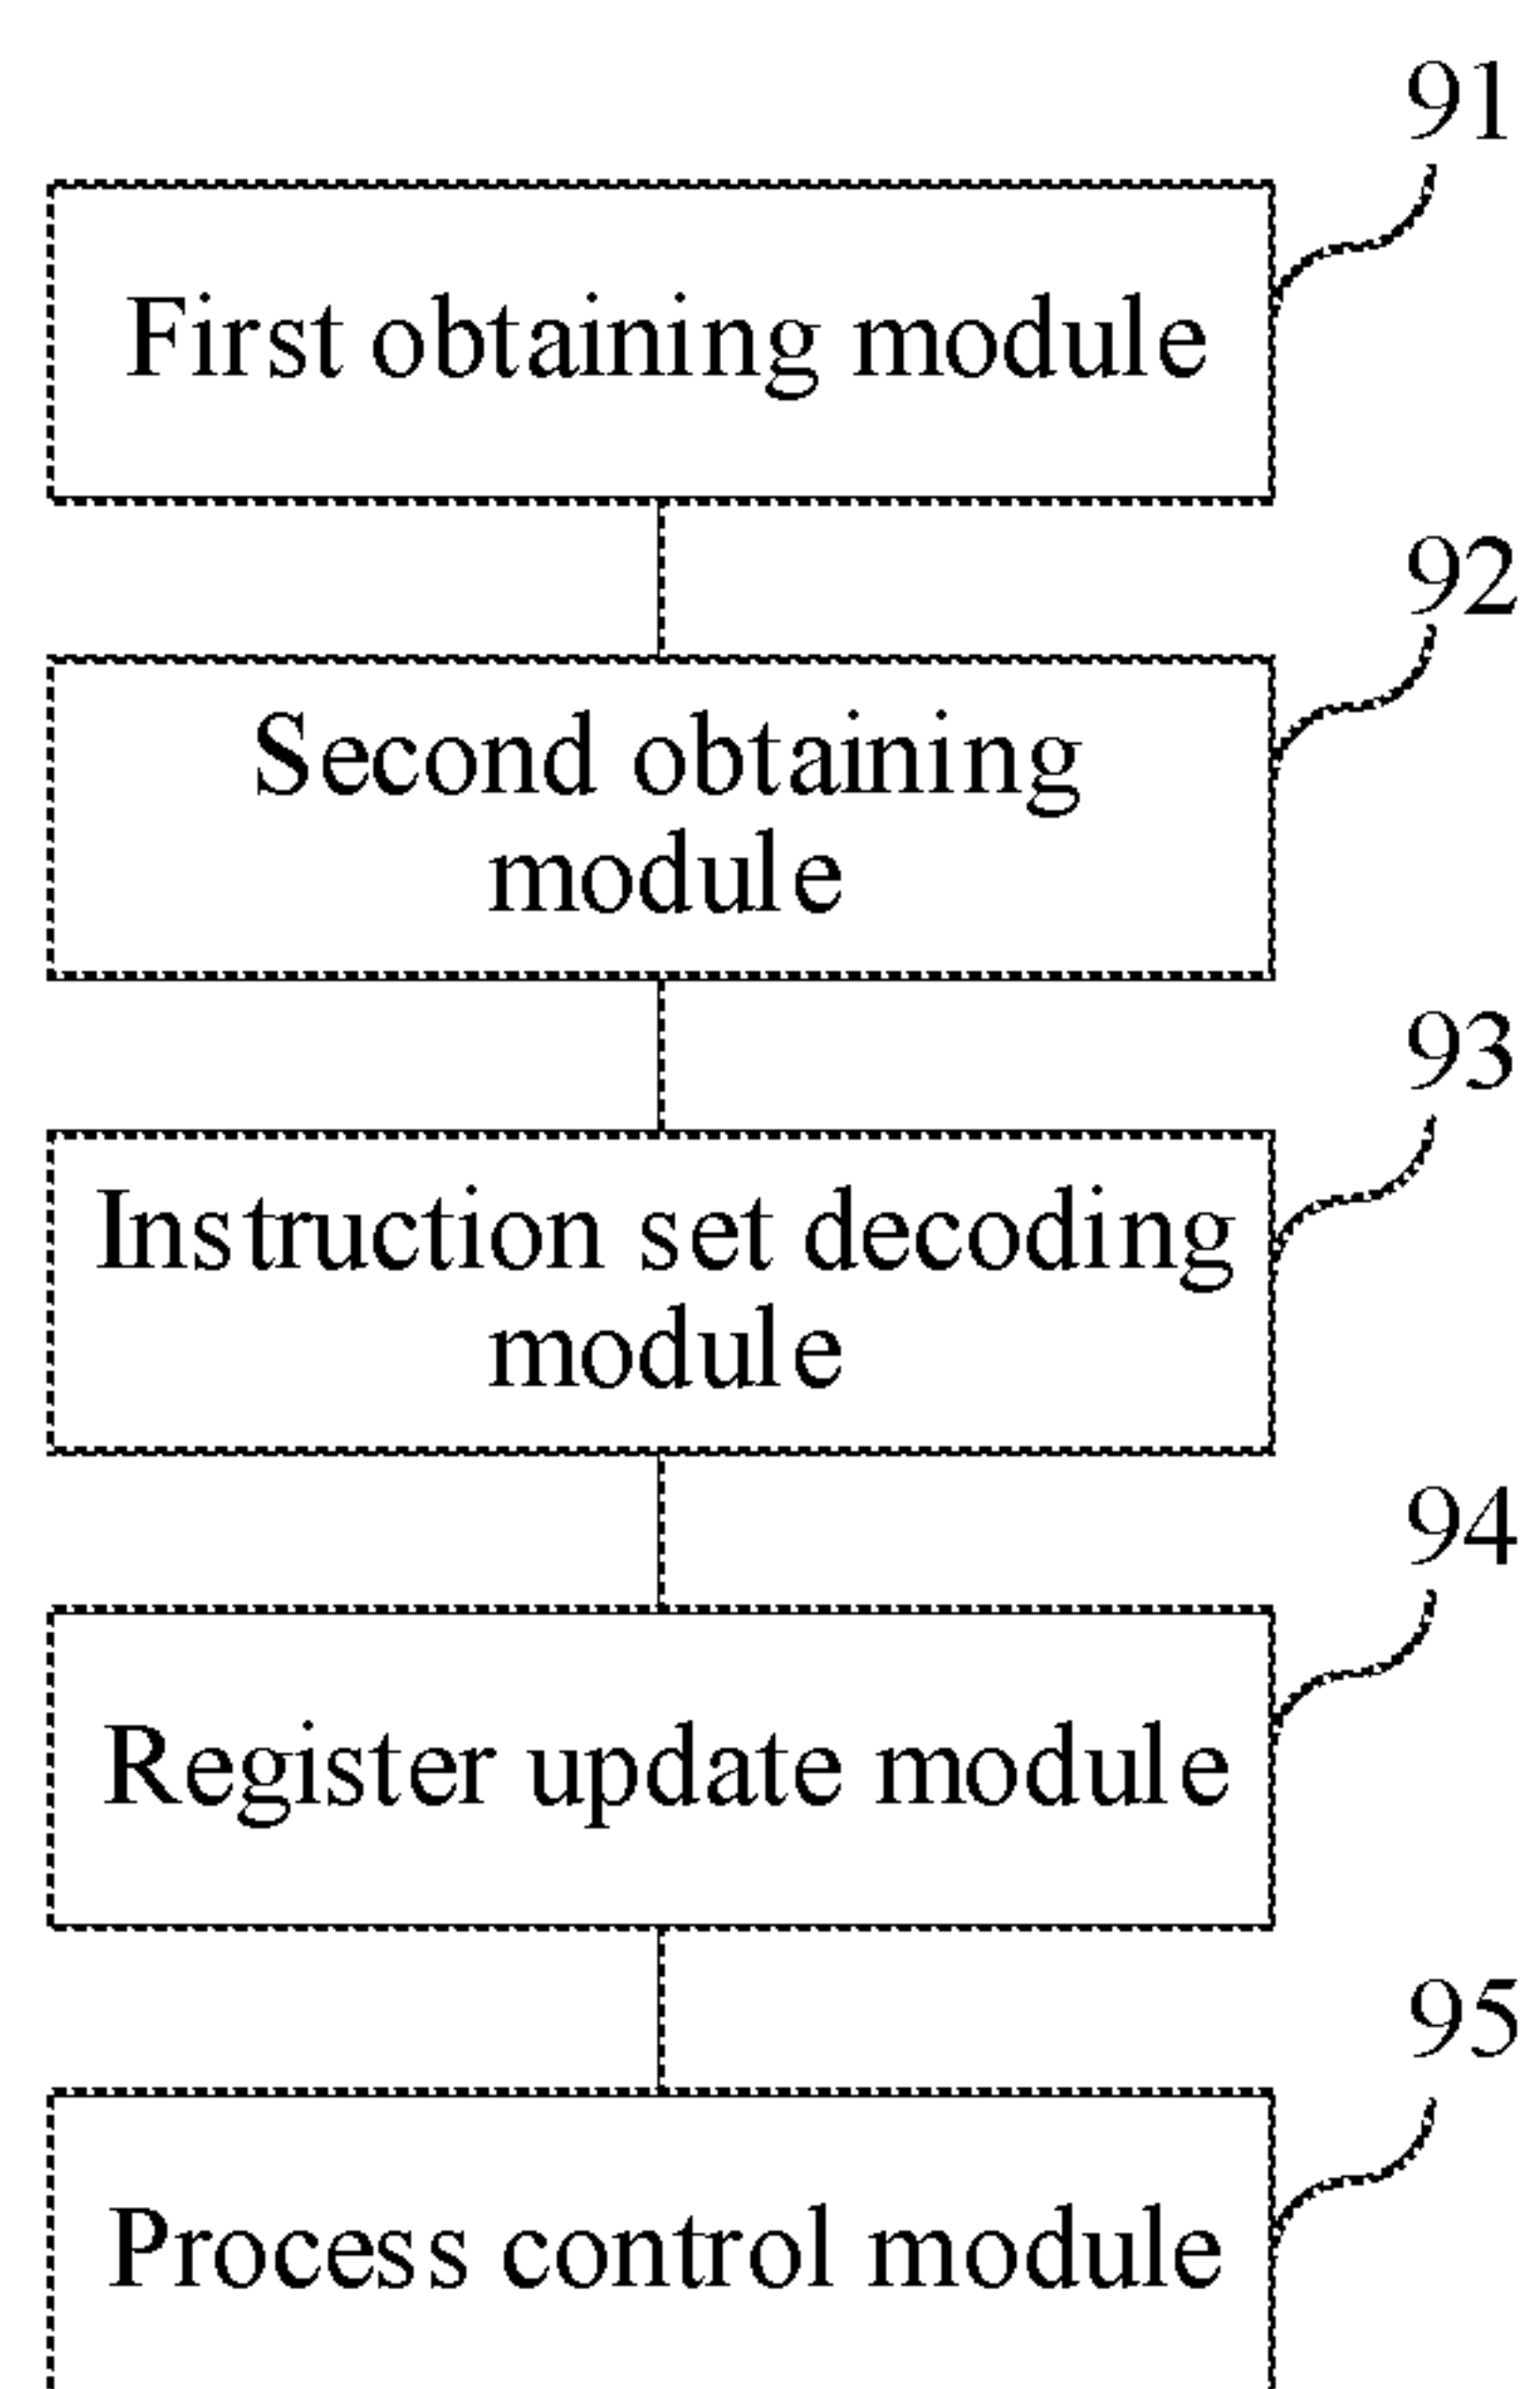 91
First obtaining module
92
Second obtaining
module
93
Instruction set decoding
module
94
Register update module
95
Process control module